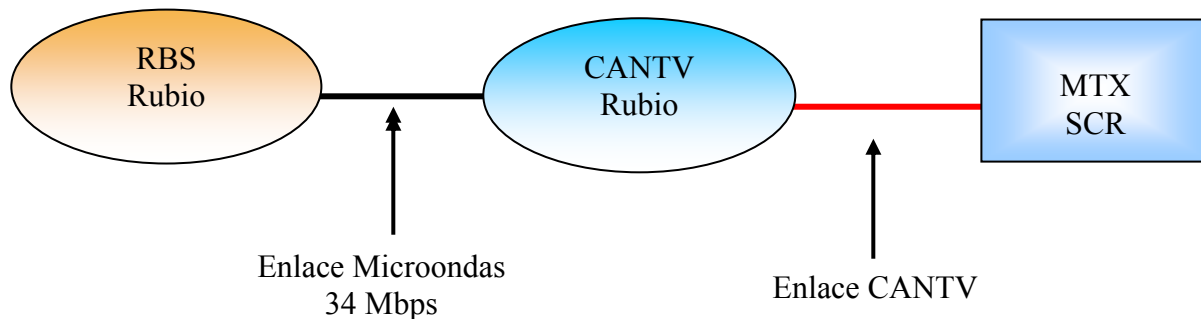 RBS
Rubio
CANTV
Rubio
MTX
SCR
Enlace Microondas
34 Mbps
Enlace CANTV